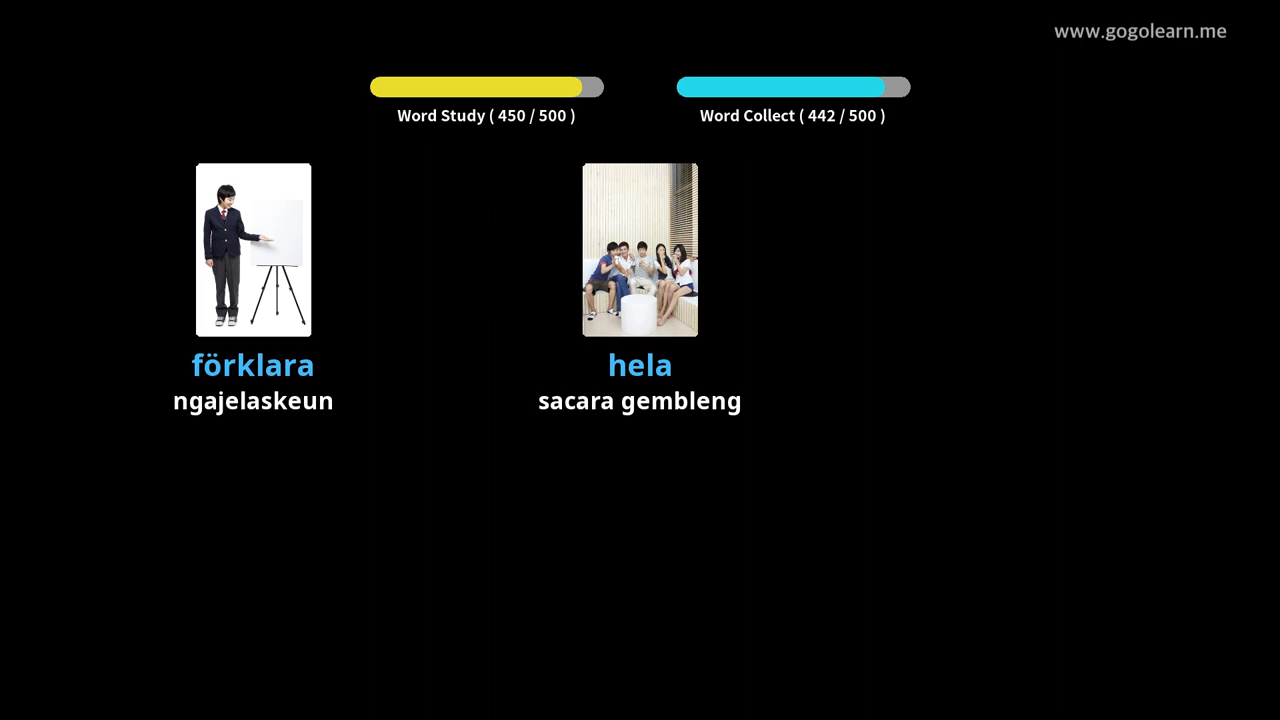 www.gogolearn.me
Word Study ( 450 / 500 )
Word Collect ( 442 / 500 )
förklara
ngajelaskeun
hela
sacara gembleng